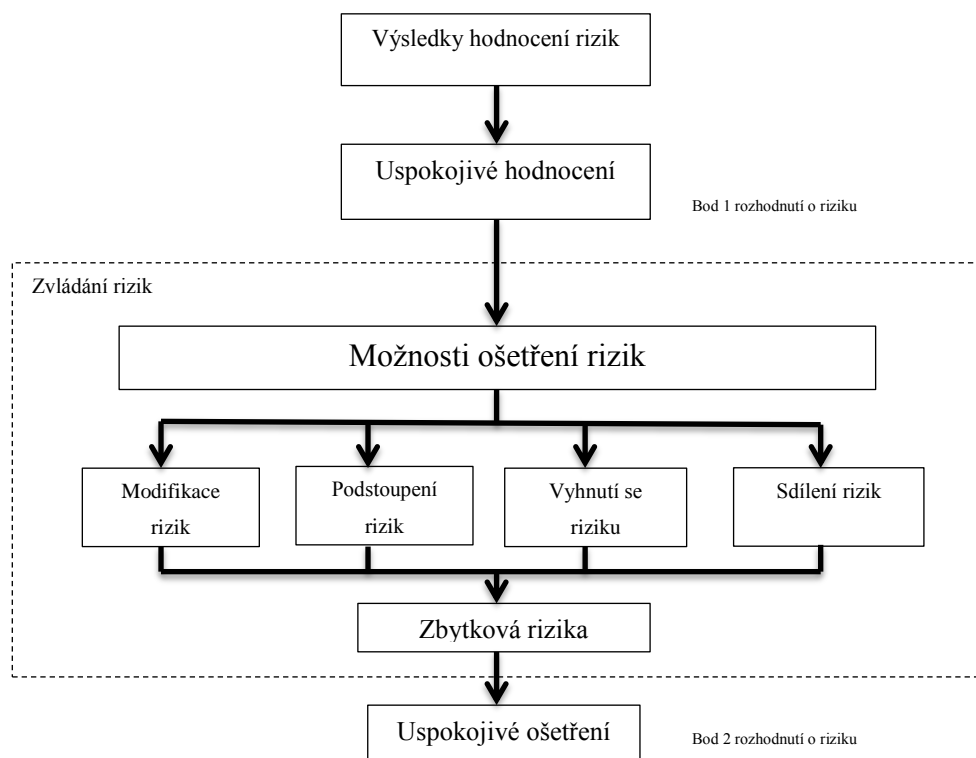 Výsledky hodnocení rizik
Uspokojivé hodnocení
Bod 1 rozhodnutí o riziku
Zvládání rizik
Možnosti ošetření rizik
Modifikace
rizik
Podstoupení
rizik
Vyhnutí se
riziku
Sdílení rizik
Zbytková rizika
Uspokojivé ošetření
Bod 2 rozhodnutí o riziku